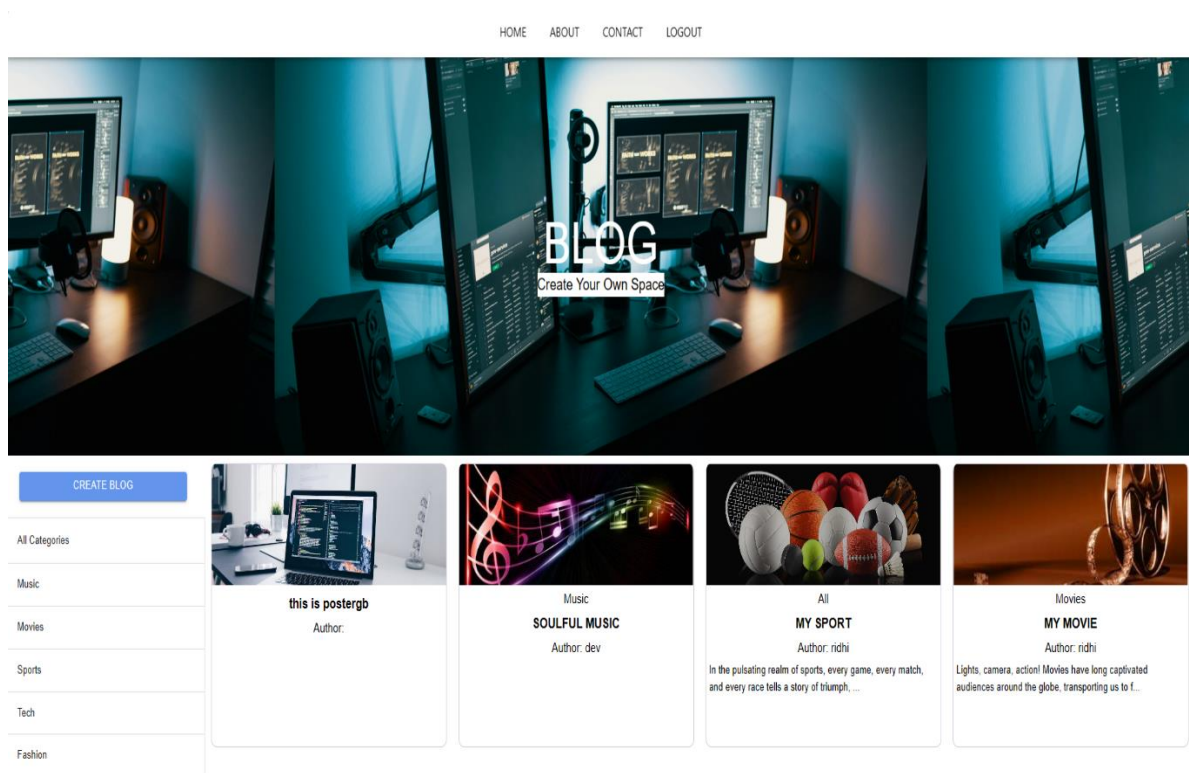 HOME ABOUT CONTACT LOGOUT
BLOG
Create Your Own Space
CREATE BLOG
All Categories
Music
Movies
Sports
Tech
Fashion
this is postergb
Author:
Music
SOULFUL MUSIC
Author: dev
All
MY SPORT
Author: ridhi
In the pulsating realm of sports, every game, every match,
and every race tells a story of triumph, ...
Movies
MY MOVIE
Author: ridhi
Lights, camera, action! Movies have long captivated
audiences around the globe, transporting us to f...